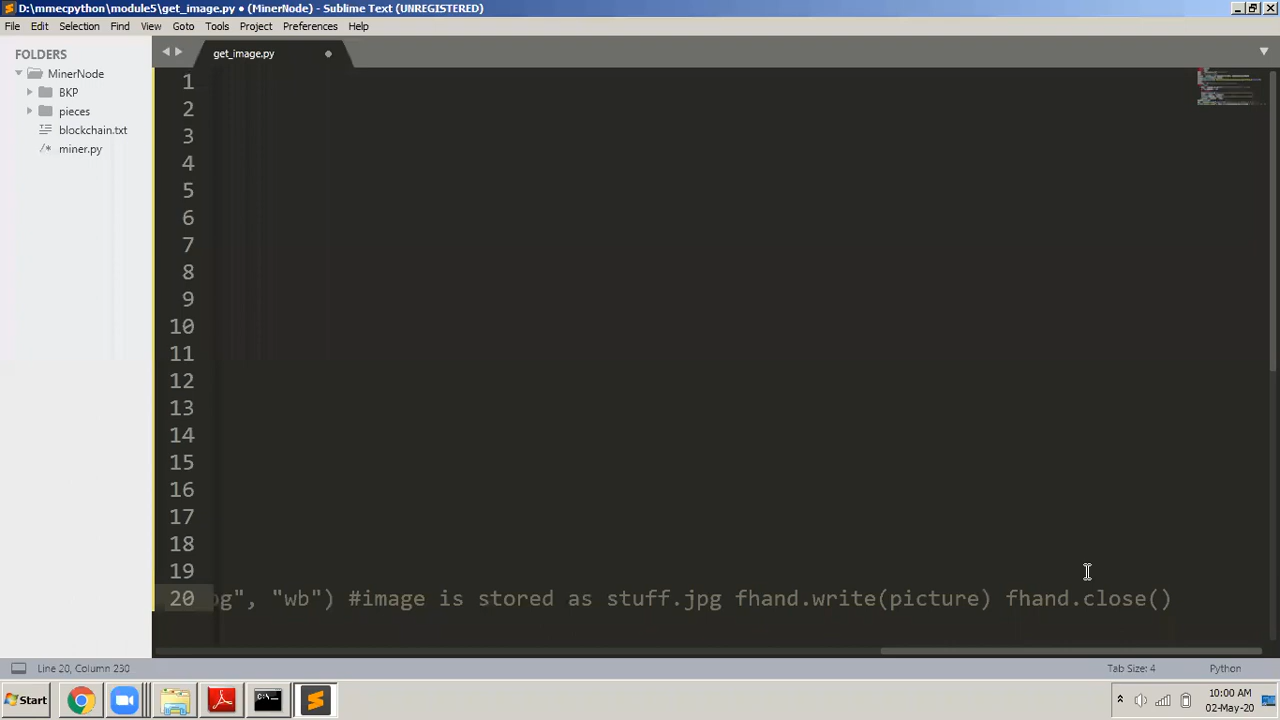 D:\mmecpython\module5\get_image.py • (MinerNode) - Sublime Text (UNREGISTERED)
File Edit Selection Find View Goto Tools Project Preferences Help
FOLDERS
MinerNode
BKP
pieces
blockchain.txt
miner.py
get_image.py
1
2
3
4
5
6
7
8
9
10
11
12
13
14
15
16
17
18
19
20 pg", "wb") #image is stored as stuff.jpg fhand.write(picture) fhand.close()
Line 20, Column 230
Tab Size: 4
Python
Start
10:00 AM
02-May-20